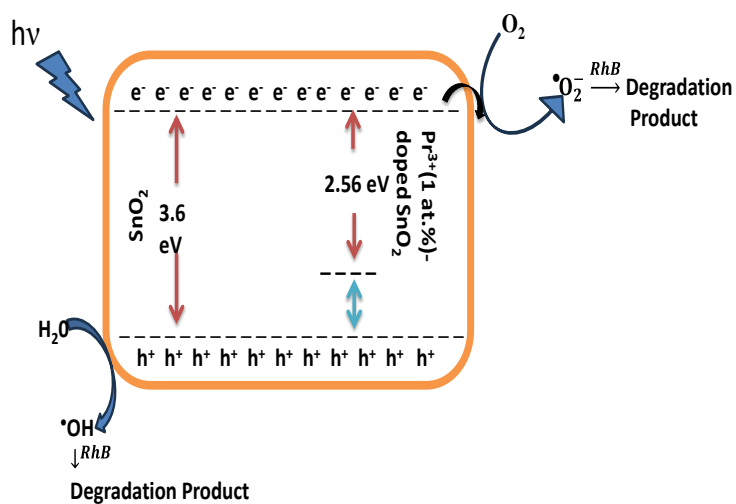 hν
O₂
•O₂⁻ RhB → Degradation
Product
e⁻ e⁻ e⁻ e⁻ e⁻ e⁻ e⁻ e⁻ e⁻ e⁻ e⁻ e⁻ e⁻
SnO₂
3.6
eV
2.56 eV
Pr³⁺(1 at.%)-
doped SnO₂
H₂0
h⁺ h⁺ h⁺ h⁺ h⁺ h⁺ h⁺ h⁺ h⁺ h⁺ h⁺ h⁺
•OH
↓RhB
Degradation Product